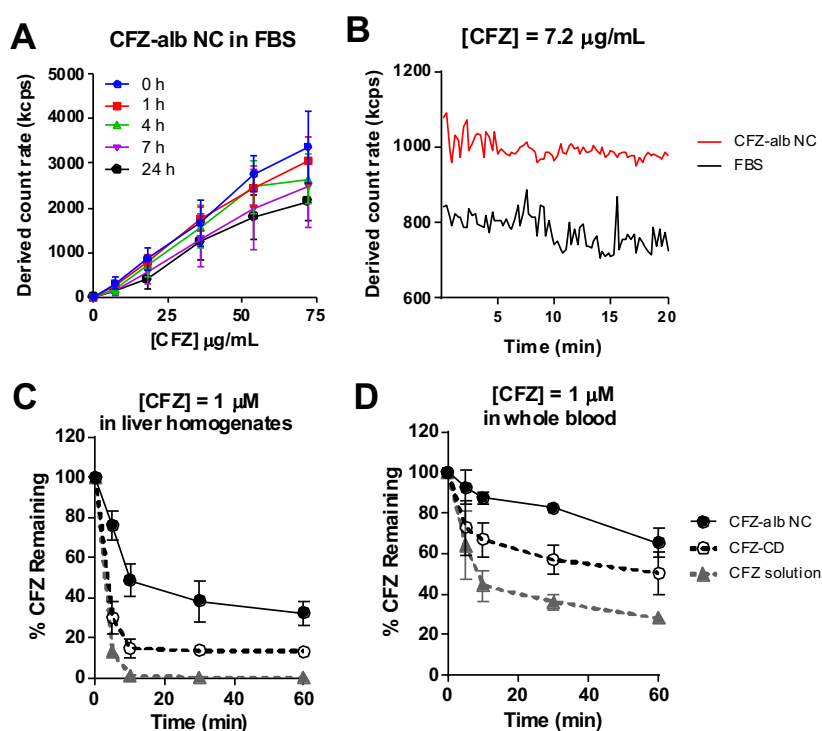 A
CFZ-alb NC in FBS
Derived count rate (kcps)
5000
4000
3000
2000
1000
0
0 h
1 h
4 h
7 h
24 h
0
25
50
75
[CFZ] μg/mL
B
[CFZ] = 7.2 μg/mL
Derived count rate (kcps)
1200
1000
800
600
5
10
15
20
Time (min)
CFZ-alb NC
FBS
C
[CFZ] = 1 μM
in liver homogenates
% CFZ Remaining
120
100
80
60
40
20
0
0
20
40
60
Time (min)
D
[CFZ] = 1 μM
in whole blood
% CFZ Remaining
120
100
80
60
40
20
0
0
20
40
60
Time (min)
CFZ-alb NC
CFZ-CD
CFZ solution